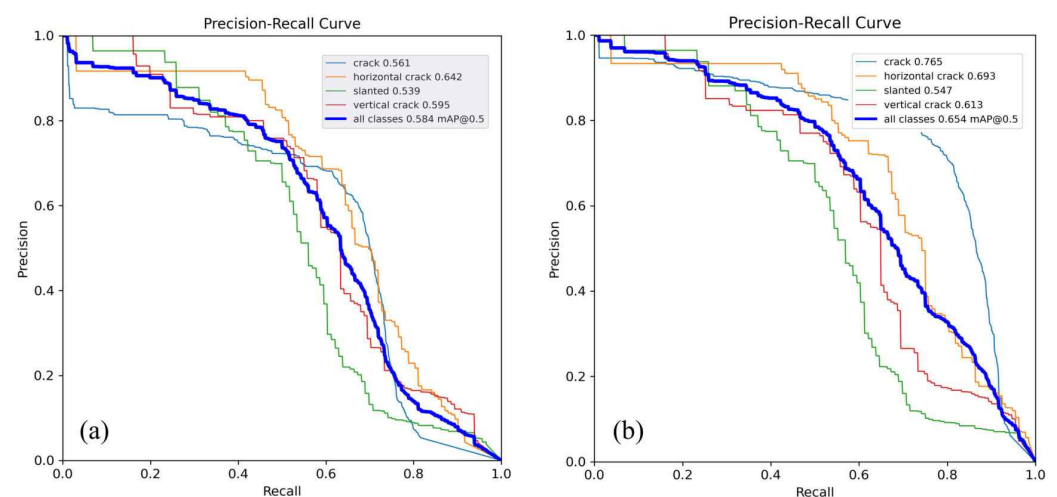 Precision-Recall Curve
1.0
0.8
0.6
0.4
0.2
0.0
Precision
crack 0.561
horizontal crack 0.642
slanted 0.539
vertical crack 0.595
all classes 0.584 mAP@0.5
(a)
0.0 0.2 0.4 0.6 0.8 1.0
Recall
Precision-Recall Curve
1.0
0.8
0.6
0.4
0.2
0.0
Precision
crack 0.765
horizontal crack 0.693
slanted 0.547
vertical crack 0.613
all classes 0.654 mAP@0.5
(b)
0.0 0.2 0.4 0.6 0.8 1.0
Recall